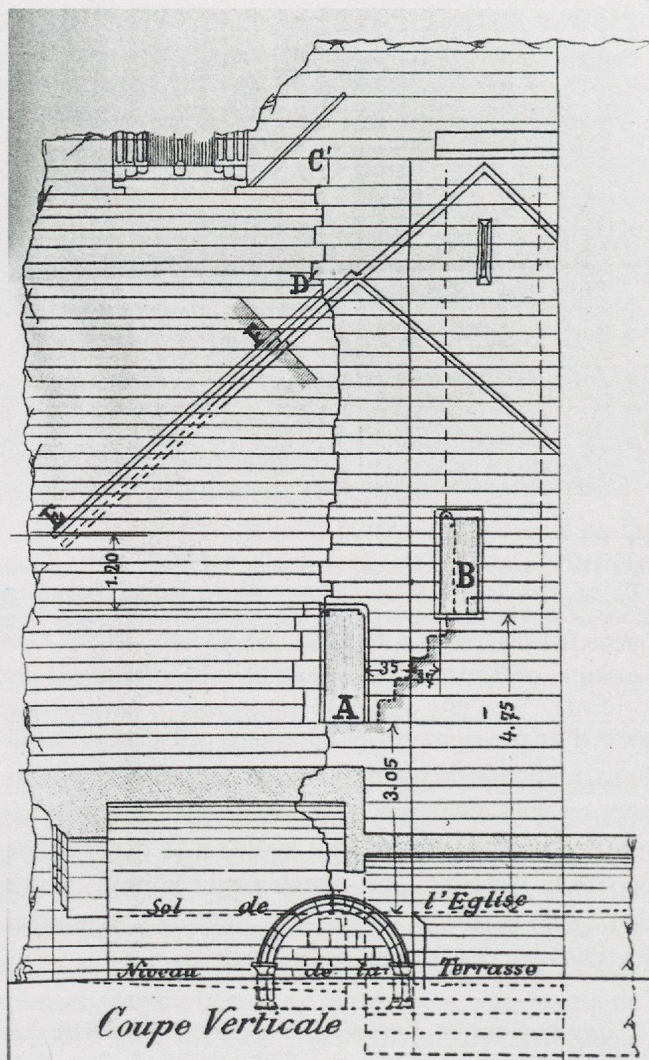 C'
D'
E
1.20
B
35
A
4.75
3.05
Sol de l'Eglise
Niveau de la Terrasse
Coupe Verticale